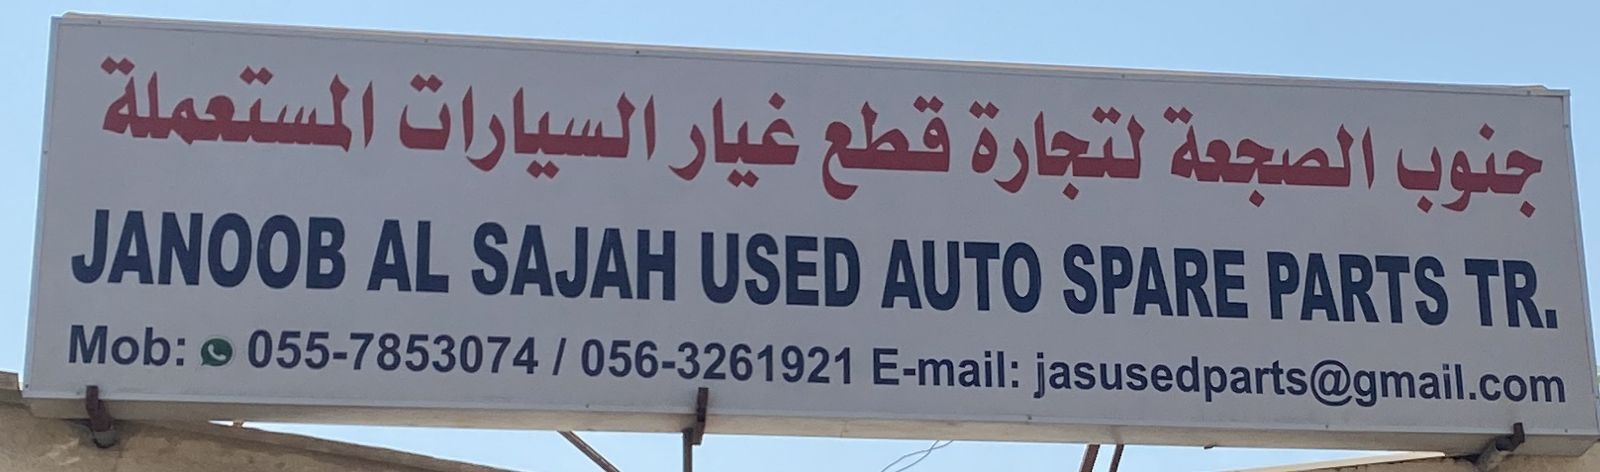 جنوب الصجعة لتجارة قطع غيار السيارات المستعملة
JANOOB AL SAJAH USED AUTO SPARE PARTS TR.
Mob: 055-7853074 / 056-3261921 E-mail: jasusedparts@gmail.com